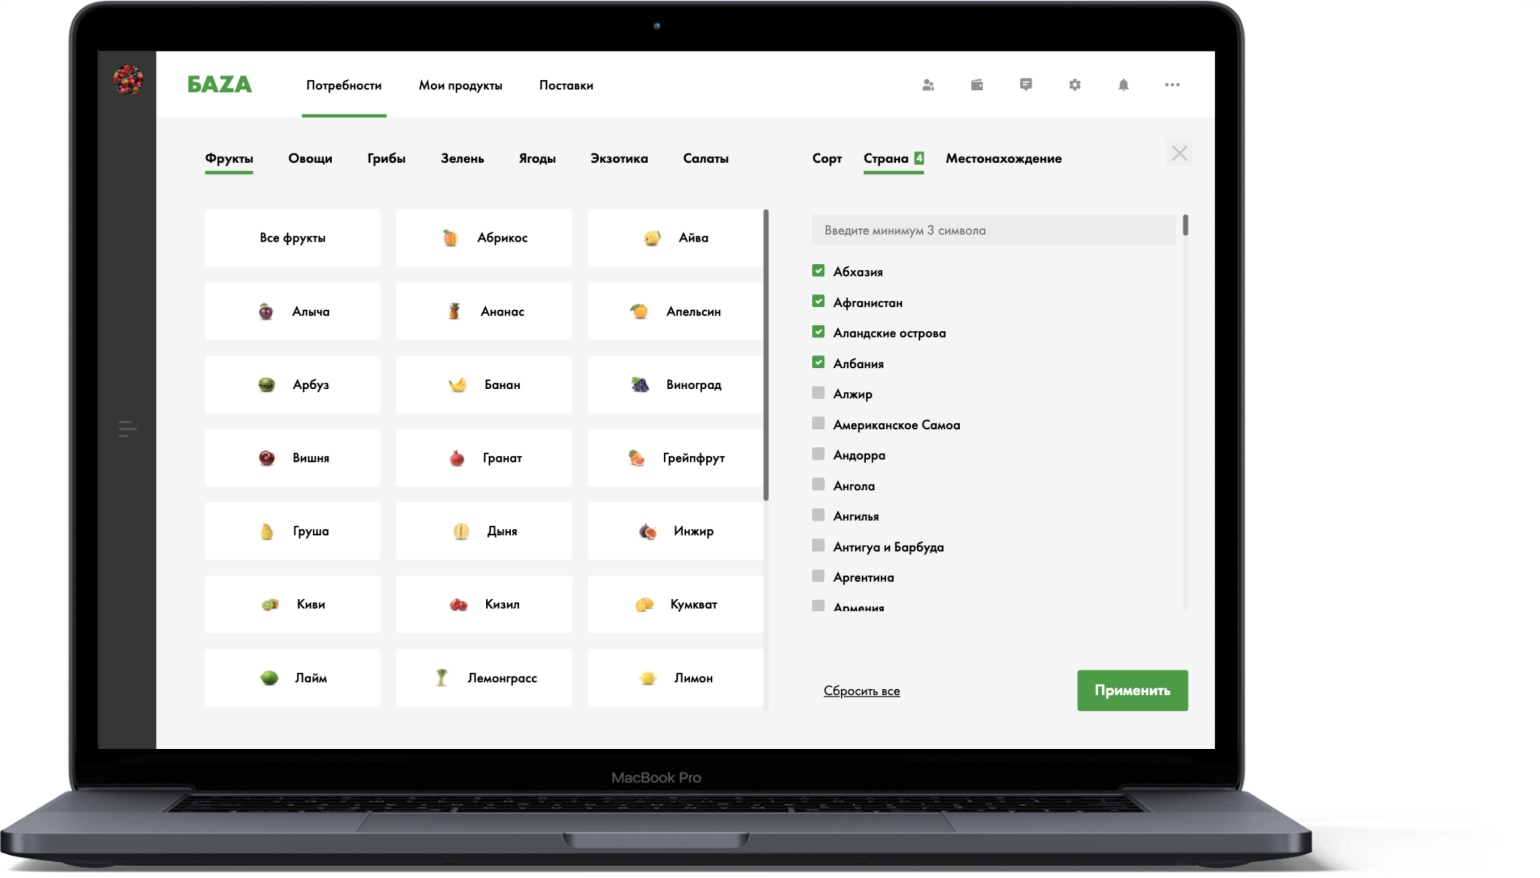 БАZА Потребности Мои продукты Поставки
Фрукты Овощи Грибы Зелень Ягоды Экзотика Салаты
Все фрукты Абрикос Айва
Алыча Ананас Апельсин
Арбуз Банан Виноград
Вишня Гранат Грейпфрут
Груша Дыня Инжир
Киви Кизил Кумкват
Лайм Лемонграсс Лимон
Сорт Страна 4 Местонахождение
Введите минимум 3 символа
Абхазия
Афганистан
Аландские острова
Албания
Алжир
Американское Самоа
Андорра
Ангола
Ангилья
Антигуа и Барбуда
Аргентина
Армения
Сбросить все Применить
MacBook Pro